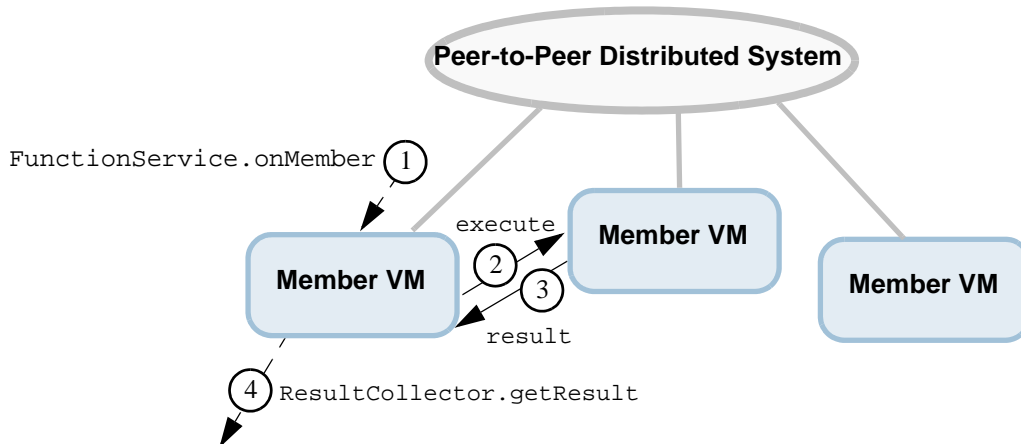 Peer-to-Peer Distributed System
FunctionService.onMember
1
execute
Member VM
2
Member VM
3
Member VM
result
4
ResultCollector.getResult